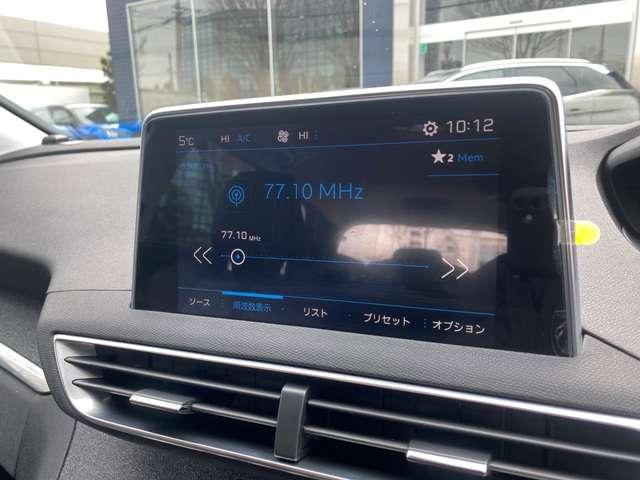 5°C HI A/C HI 10:12
2 Mem
77.10 MHz
77.10 MHz
ソース 周波数表示 リスト プリセット オプション